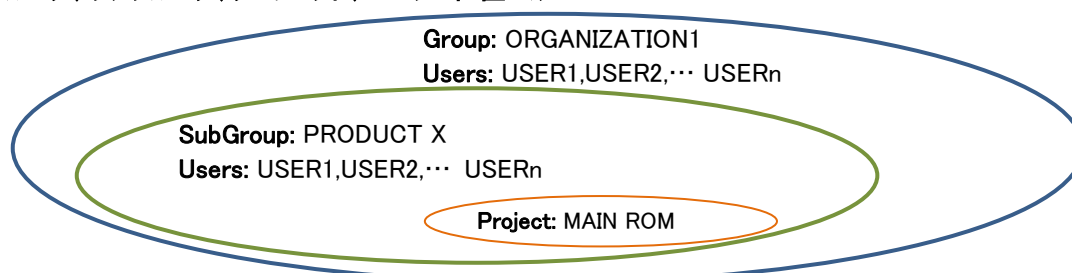 Group: ORGANIZATION1
Users: USER1,USER2,… USERn
SubGroup: PRODUCT X
Users: USER1,USER2,… USERn
Project: MAIN ROM